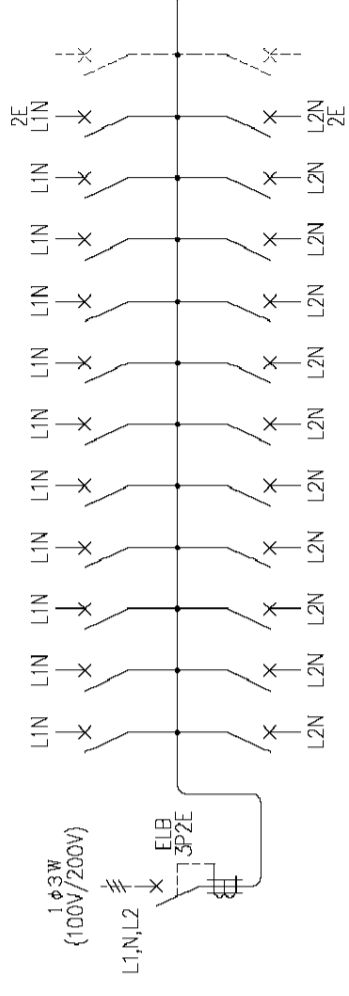 1φ3W
(100V/200V)
L1,N,L2
ELB
3P2E
2E
L1N L1N L1N L1N L1N L1N L1N L1N L1N L1N L1N
L2N L2N L2N L2N L2N L2N L2N L2N L2N L2N L2N
2E